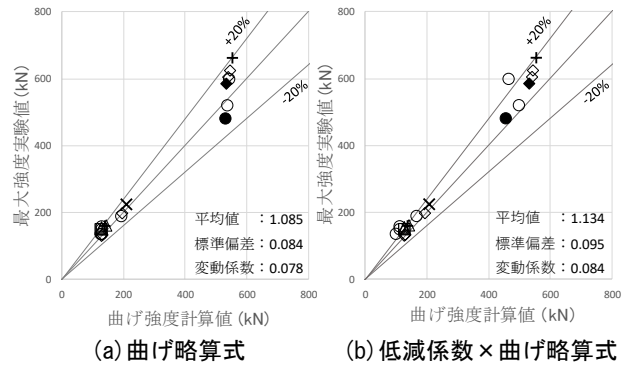 800
600
400
200
0
最大強度実験値(kN)
+20%
-20%
平均値 :1.085
標準偏差:0.084
変動係数:0.078
0 200 400 600 800
曲げ強度計算値(kN)
(a)曲げ略算式
800
600
400
200
0
最大強度実験値(kN)
+20%
-20%
平均値 :1.134
標準偏差:0.095
変動係数:0.084
0 200 400 600 800
曲げ強度計算値(kN)
(b)低減係数×曲げ略算式